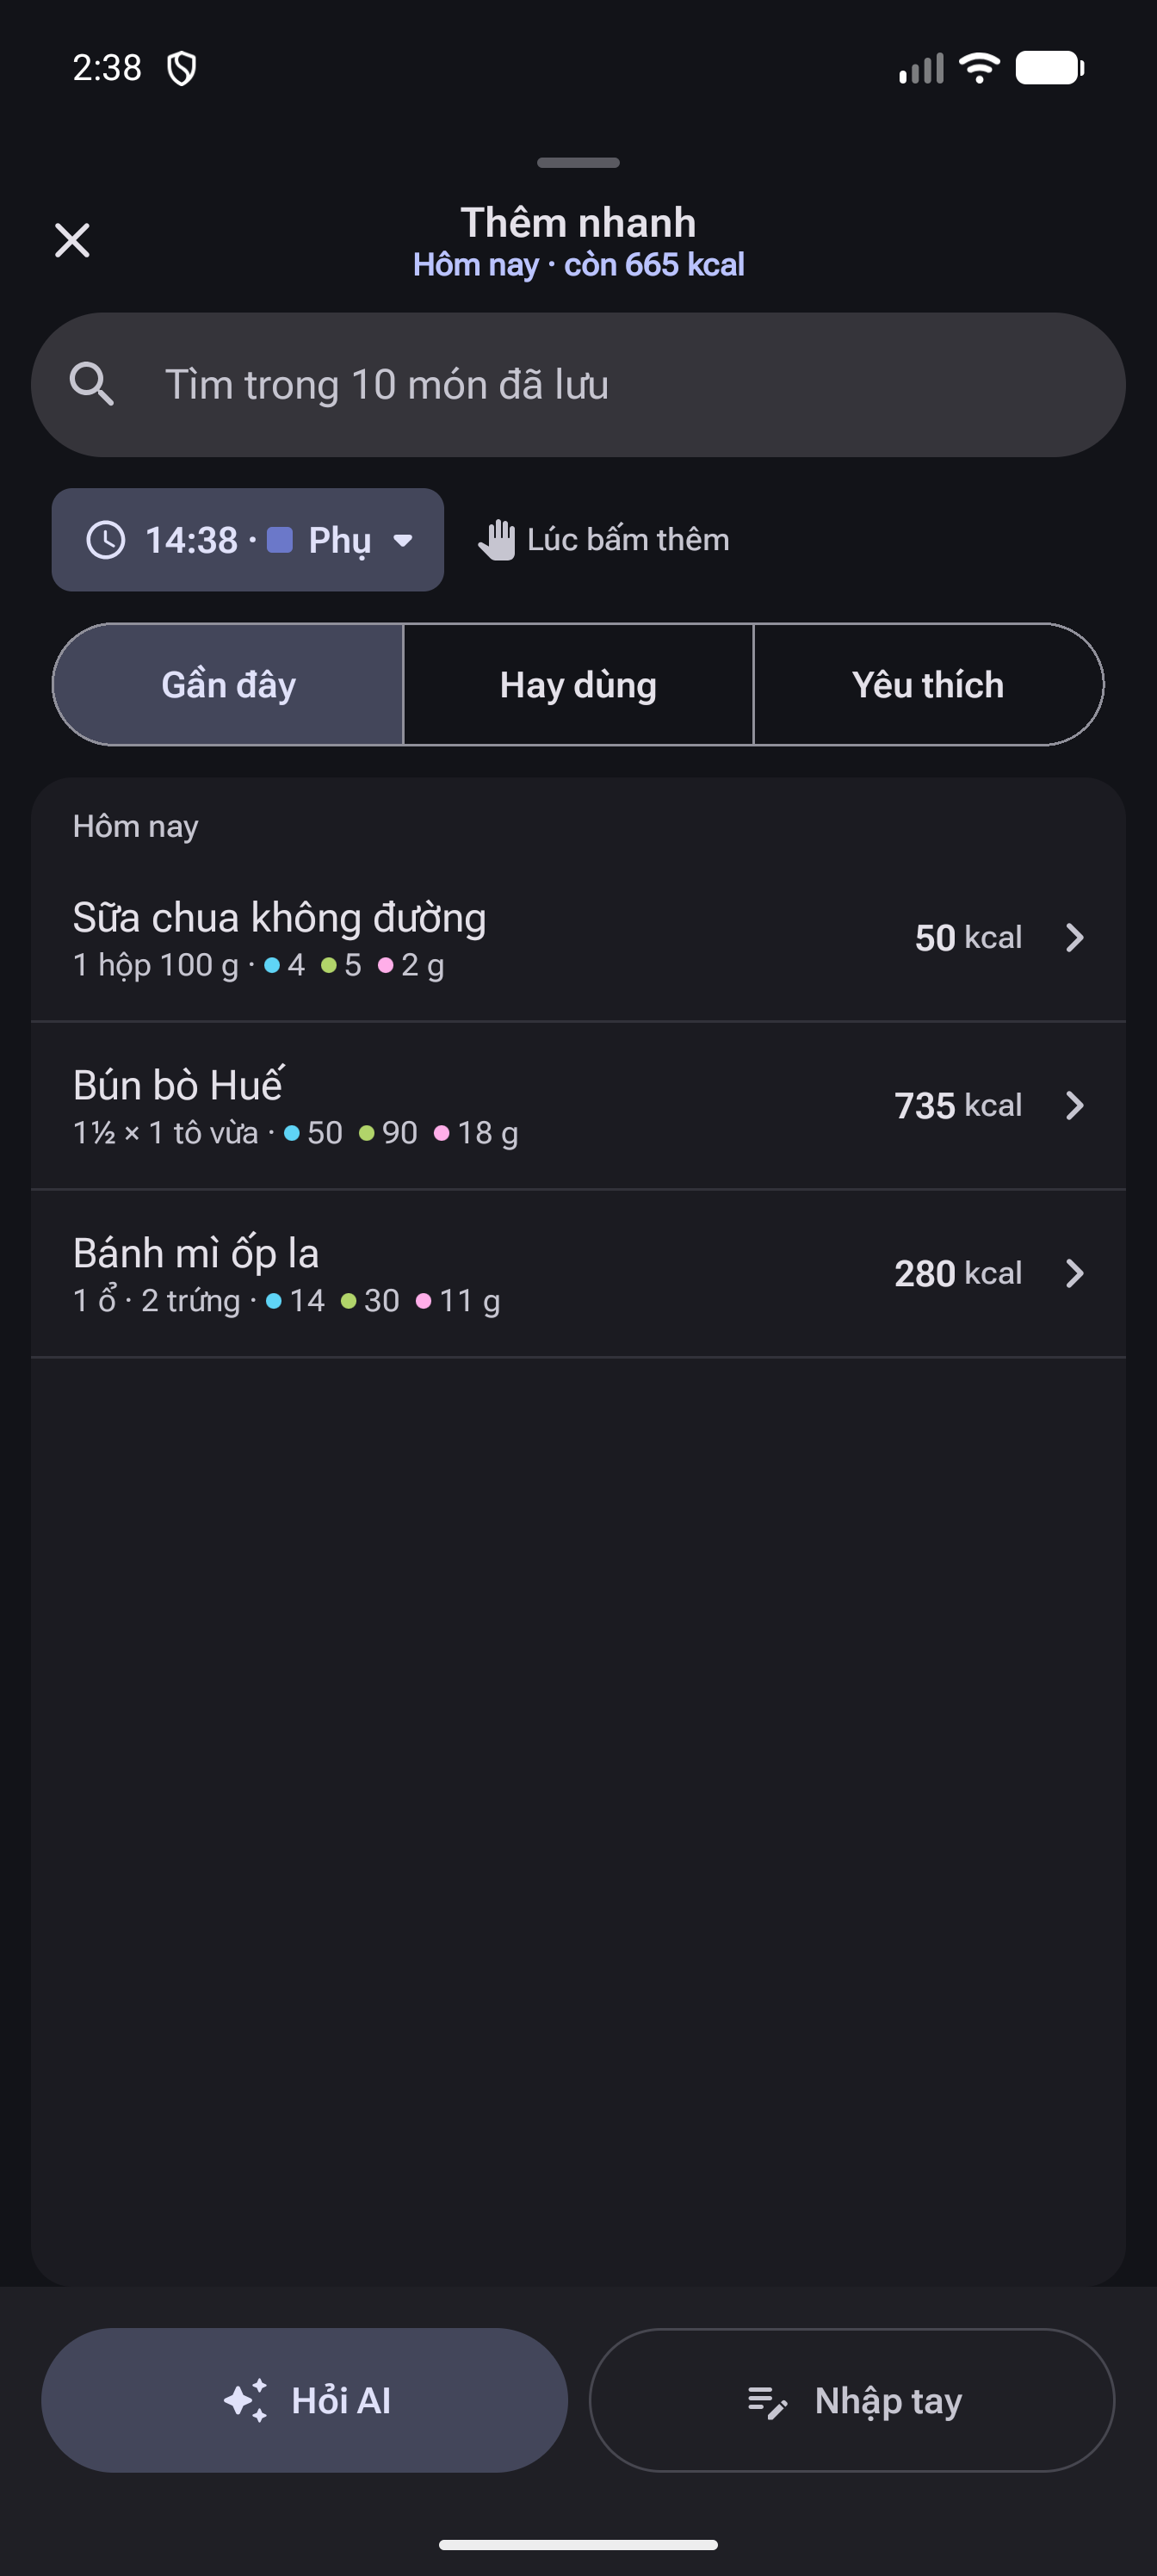 2:38
Thêm nhanh
Hôm nay · còn 665 kcal
Tìm trong 10 món đã lưu
14:38 · Phụ
Lúc bấm thêm
Gần đây
Hay dùng
Yêu thích
Hôm nay
Sữa chua không đường
1 hộp 100 g · 4 5 2 g
50 kcal
Bún bò Huế
1½ × 1 tô vừa · 50 90 18 g
735 kcal
Bánh mì ốp la
1 ổ · 2 trứng · 14 30 11 g
280 kcal
Hỏi AI
Nhập tay